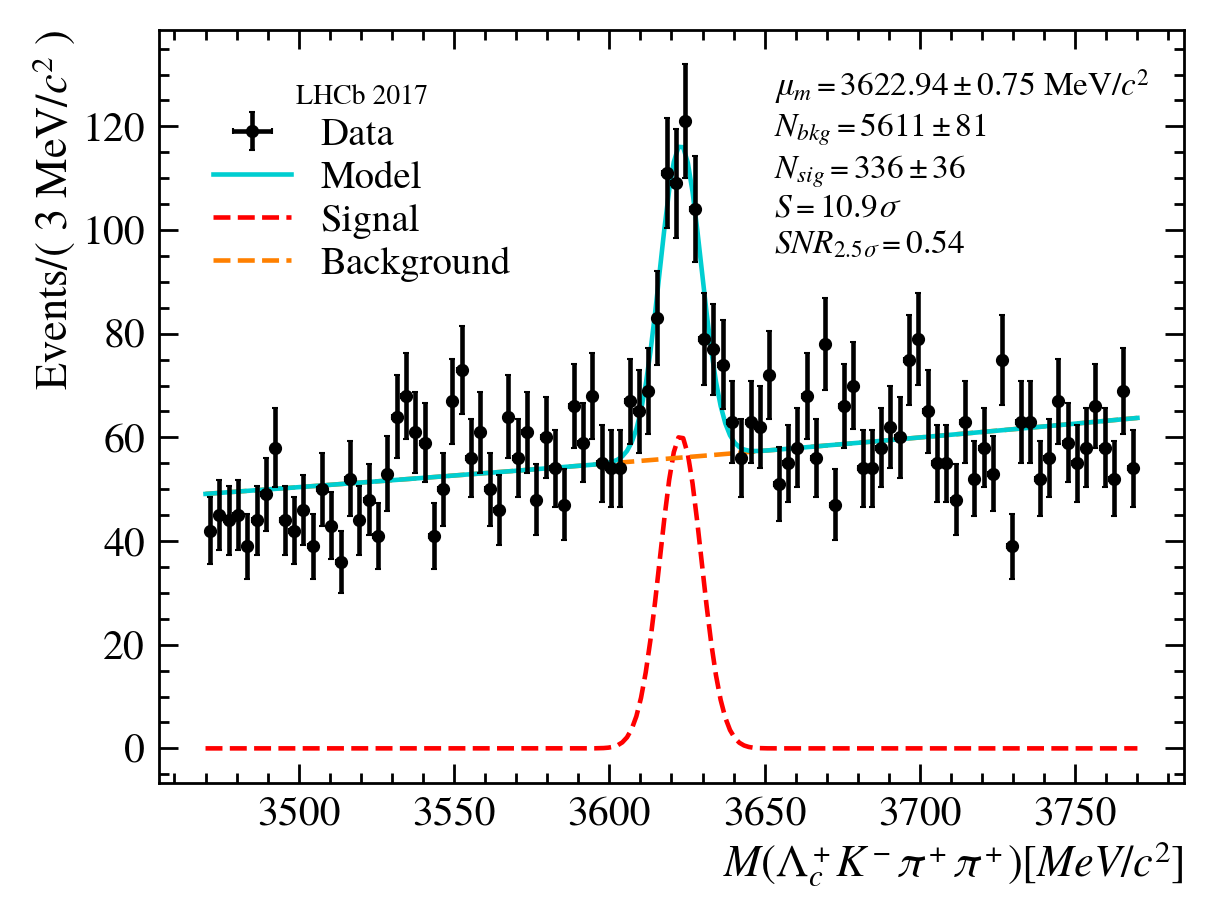 Events/( 3 MeV/c² )
120
100
80
60
40
20
0
LHCb 2017
Data
Model
Signal
Background
μₘ = 3622.94 ± 0.75 MeV/c²
N_bkg = 5611 ± 81
N_sig = 336 ± 36
S = 10.9σ
SNR_2.5σ = 0.54
3500 3550 3600 3650 3700 3750
M(Λ_c⁺K⁻π⁺π⁺)[MeV/c²]